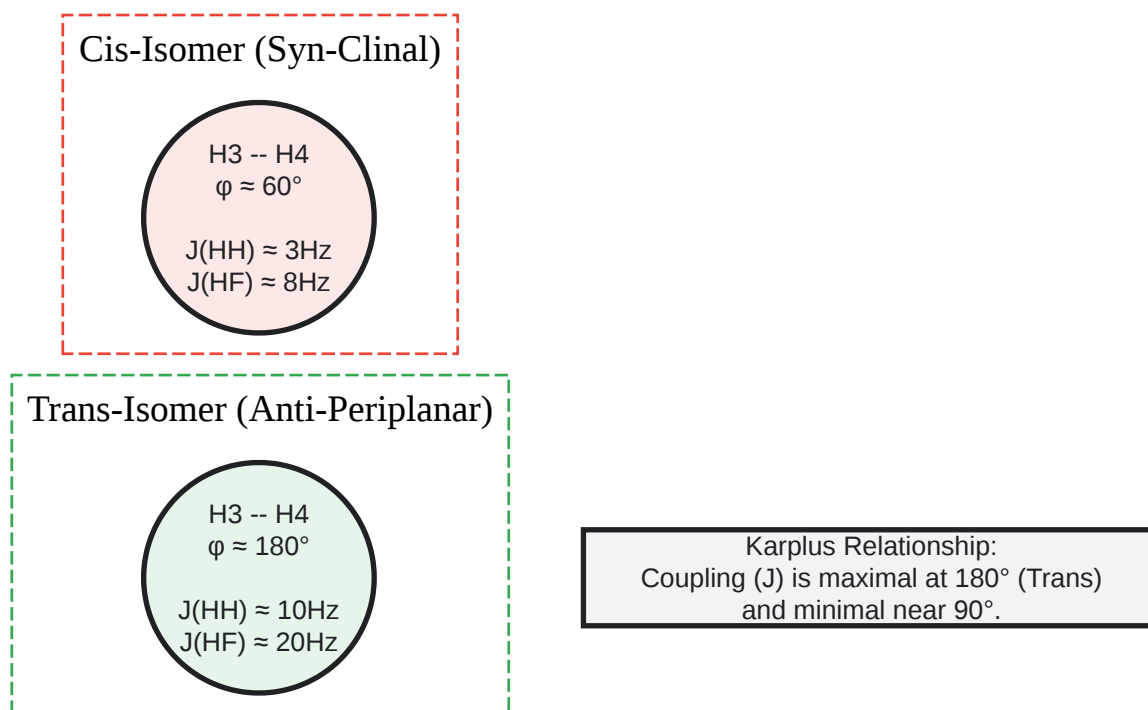 Cis-Isomer (Syn-Clinal)
H3 -- H4
φ ≈ 60°
J(HH) ≈ 3Hz
J(HF) ≈ 8Hz
Trans-Isomer (Anti-Periplanar)
H3 -- H4
φ ≈ 180°
J(HH) ≈ 10Hz
J(HF) ≈ 20Hz
Karplus Relationship:
Coupling (J) is maximal at 180° (Trans)
and minimal near 90°.